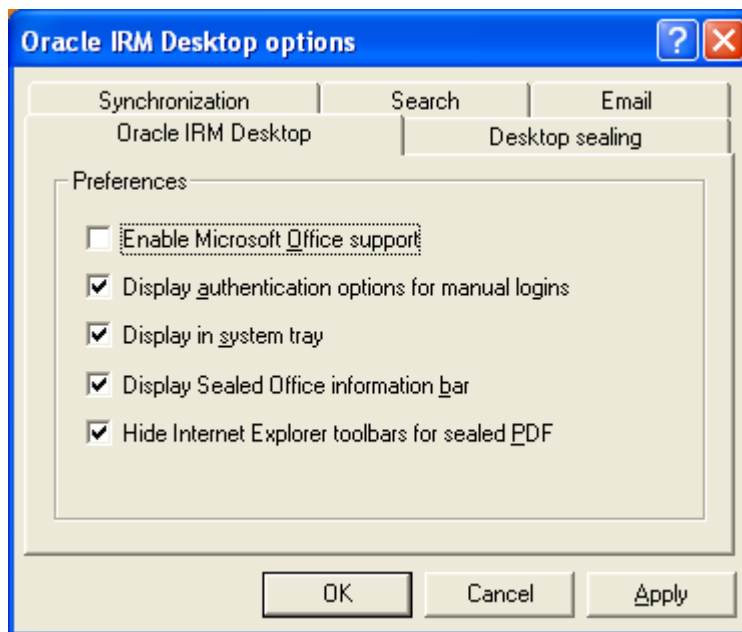 Oracle IRM Desktop options
Synchronization Search Email
Oracle IRM Desktop Desktop sealing
Preferences
Enable Microsoft Office support
Display authentication options for manual logins
Display in system tray
Display Sealed Office information bar
Hide Internet Explorer toolbars for sealed PDF
OK Cancel Apply